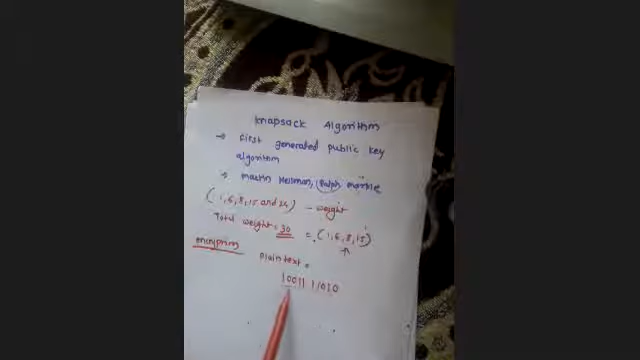 Knapsack Algorithm
→ first generated public key
algorithm
→ Martin Hellman, Ralph Markle
(1,6,8,15 and 24) - weight
Total weight = 30 = (1,6,8,15)
encryption
Plain text =
10011 11010